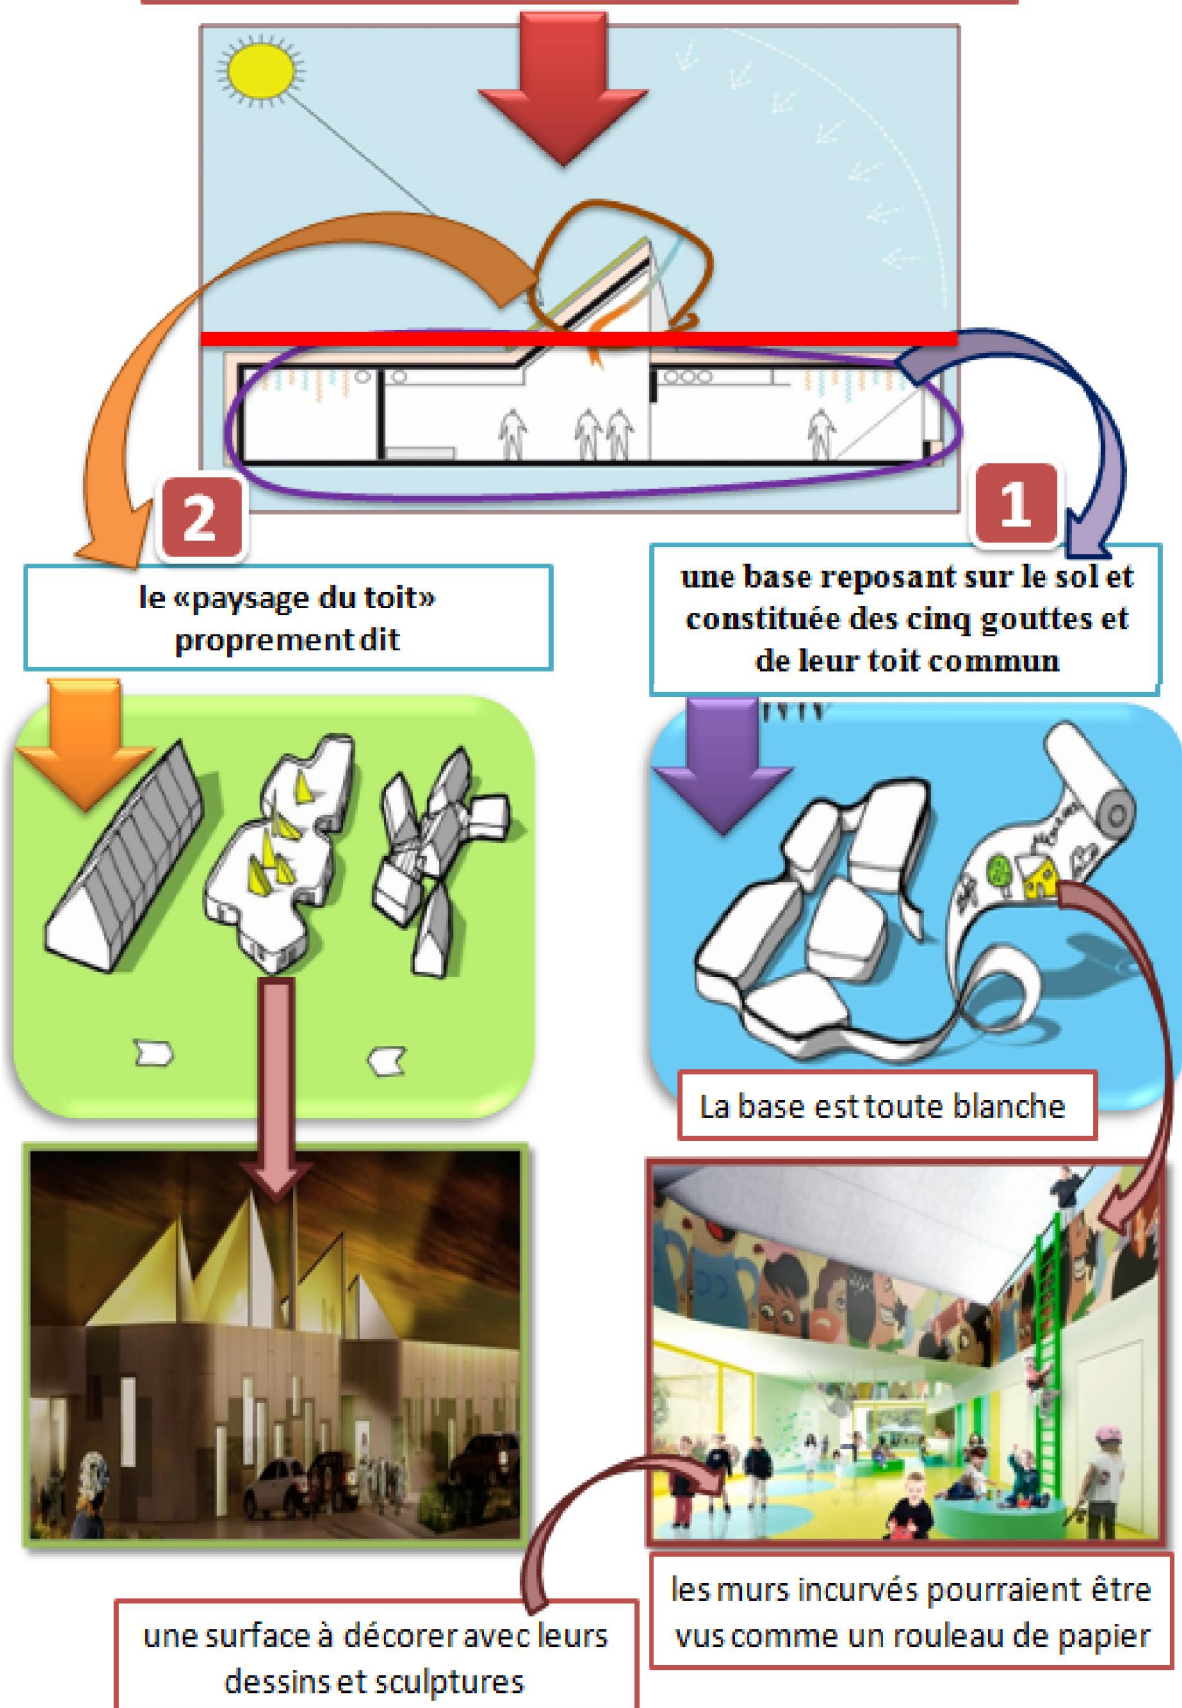 2
1
le «paysage du toit»
proprement dit
une base reposant sur le sol et
constituée des cinq gouttes et
de leur toit commun
La base est toute blanche
les murs incurvés pourraient être
vus comme un rouleau de papier
une surface à décorer avec leurs
dessins et sculptures